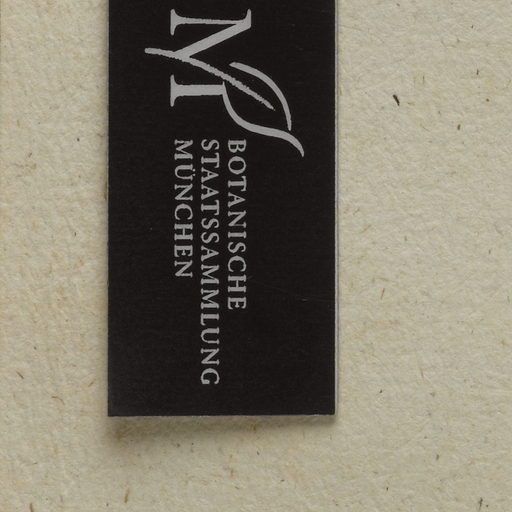 M
BOTANISCHE
STAATSSAMMLUNG
MÜNCHEN